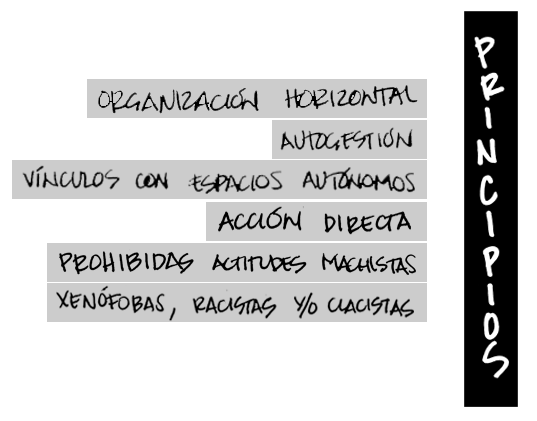 PRINCIPIOS
ORGANIZACIÓN HORIZONTAL
AUTOGESTIÓN
VÍNCULOS CON ESPACIOS AUTÓNOMOS
ACCIÓN DIRECTA
PROHIBIDAS ACTITUDES MACHISTAS
XENÓFOBAS, RACISTAS Y/O CLACISTAS